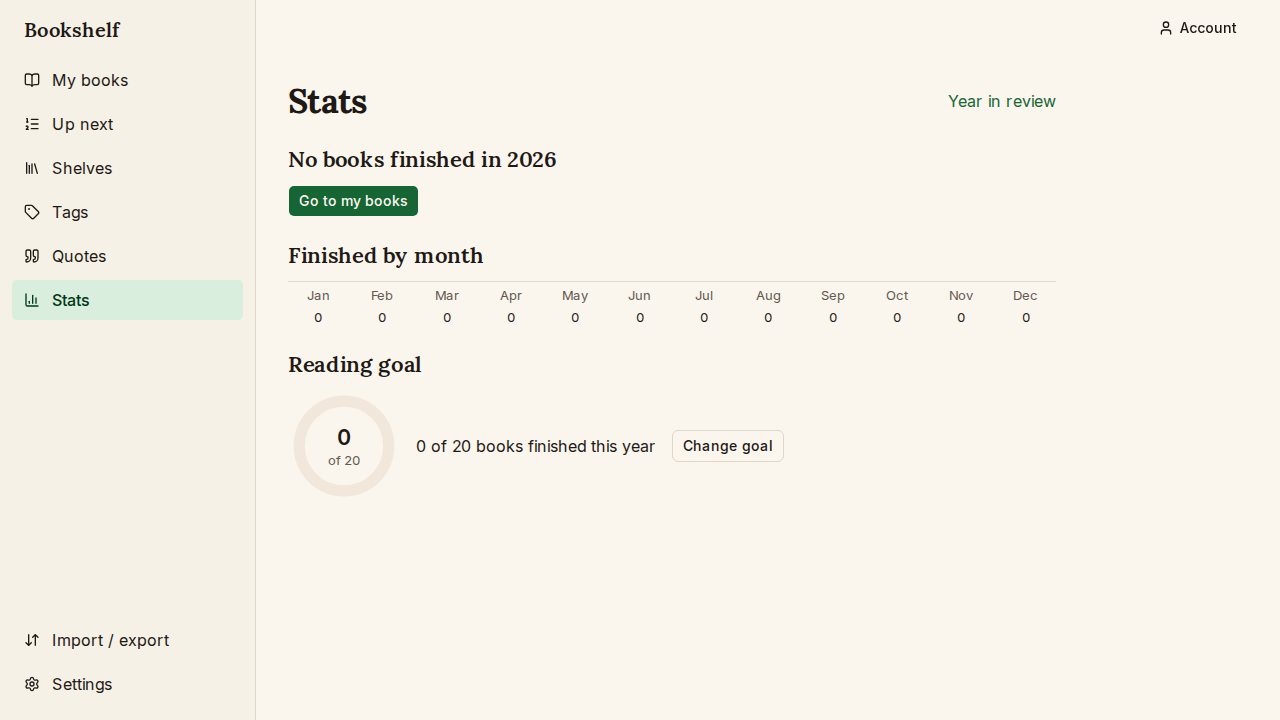 Bookshelf
My books
Up next
Shelves
Tags
Quotes
Stats
Import / export
Settings
Account
Stats
Year in review
No books finished in 2026
Go to my books
Finished by month
Jan Feb Mar Apr May Jun Jul Aug Sep Oct Nov Dec
0 0 0 0 0 0 0 0 0 0 0 0
Reading goal
0
of 20
0 of 20 books finished this year
Change goal